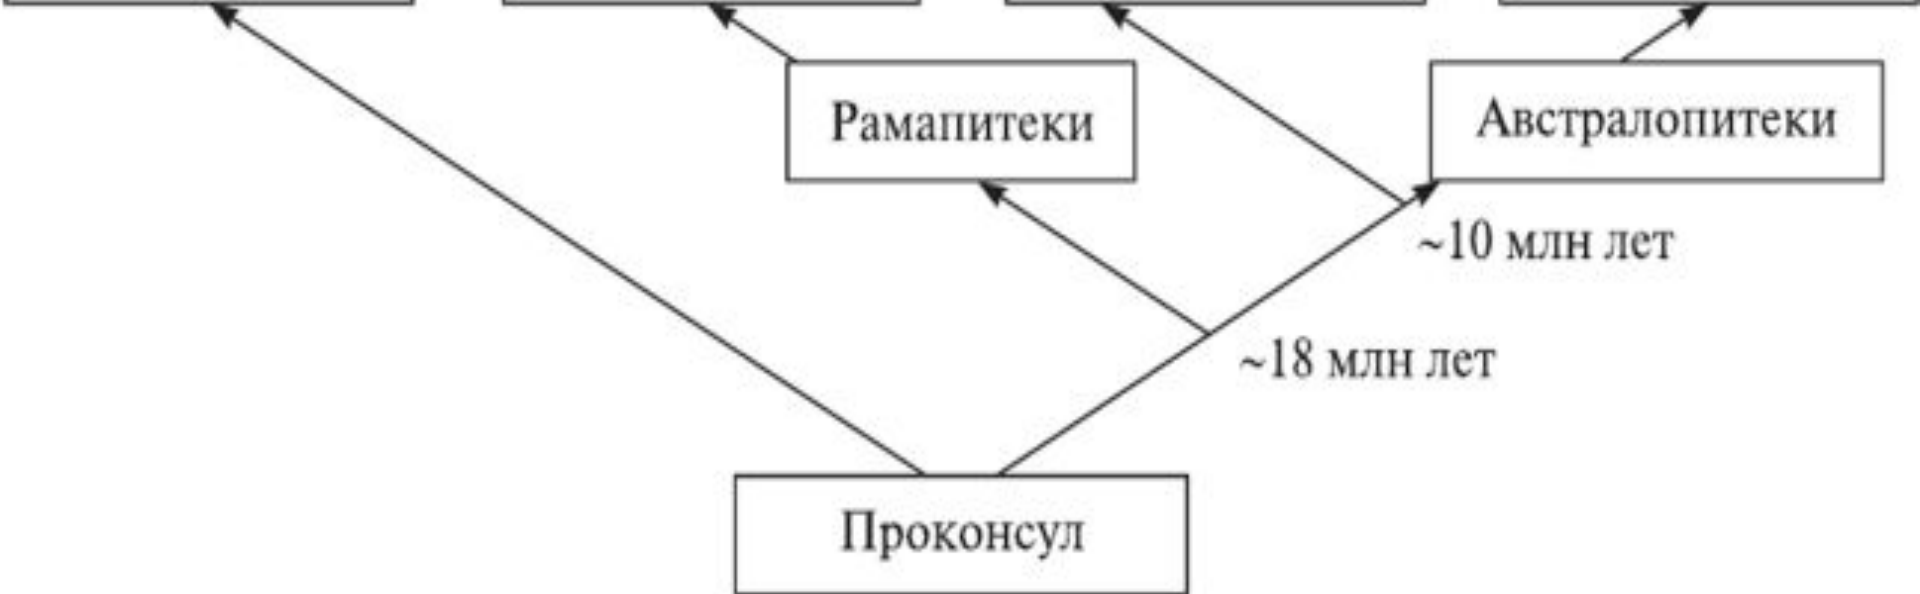 Рамапитеки
Австралопитеки
~10 млн лет
~18 млн лет
Проконсул